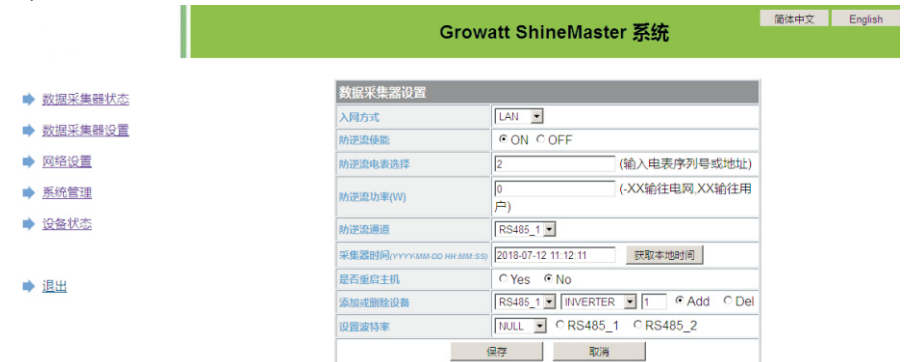 简体中文 English
Growatt ShineMaster 系统
数据采集器状态
数据采集器设置
网络设置
系统管理
设备状态
退出
数据采集器设置
入网方式 LAN
防逆流使能 ON OFF
防逆流电表选择 2 (输入电表序列号或地址)
防逆流功率(W) 0 (-XX输往电网,XX输往用
户)
防逆流通道 RS485_1
采集器时间(YYYY-MM-DD HH:MM:SS) 2018-07-12 11:12:11 获取本地时间
是否重启主机 Yes No
添加或删除设备 RS485_1 INVERTER 1 Add Del
设置波特率 NULL RS485_1 RS485_2
保存 取消